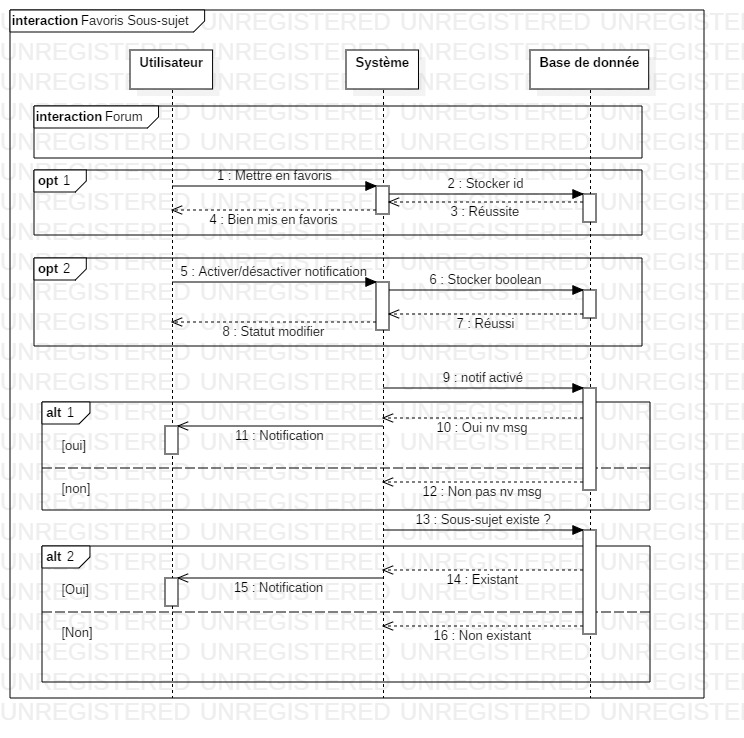 interaction Favoris Sous-sujet
Utilisateur
Système
Base de donnée
interaction Forum
opt 1
1 : Mettre en favoris
2 : Stocker id
3 : Réussite
4 : Bien mis en favoris
opt 2
5 : Activer/désactiver notification
6 : Stocker boolean
7 : Réussi
8 : Statut modifier
9 : notif activé
alt 1
10 : Oui nv msg
11 : Notification
[oui]
[non]
12 : Non pas nv msg
13 : Sous-sujet existe ?
alt 2
14 : Existant
15 : Notification
[Oui]
[Non]
16 : Non existant
UNREGISTERED